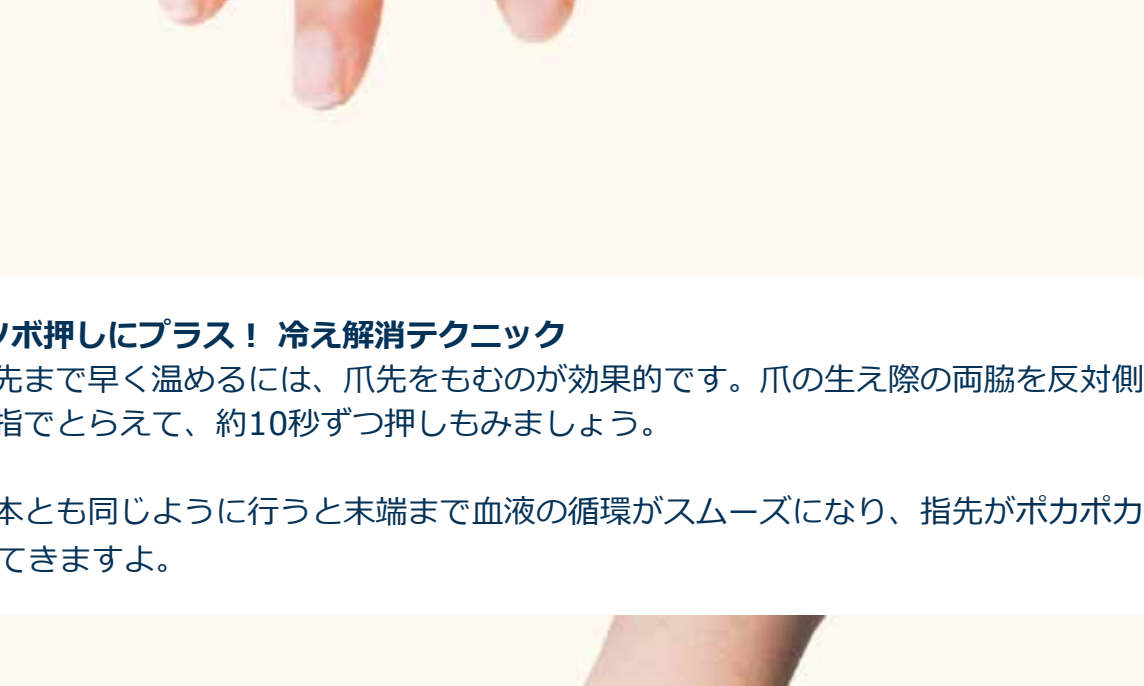 ツボ押しにプラス！ 冷え解消テクニック
先まで早く温めるには、爪先をもむのが効果的です。爪の生え際の両脇を反対側
指でとらえて、約10秒ずつ押しもみましょう。
本とも同じように行うと末端まで血液の循環がスムーズになり、指先がポカポカ
てきますよ。